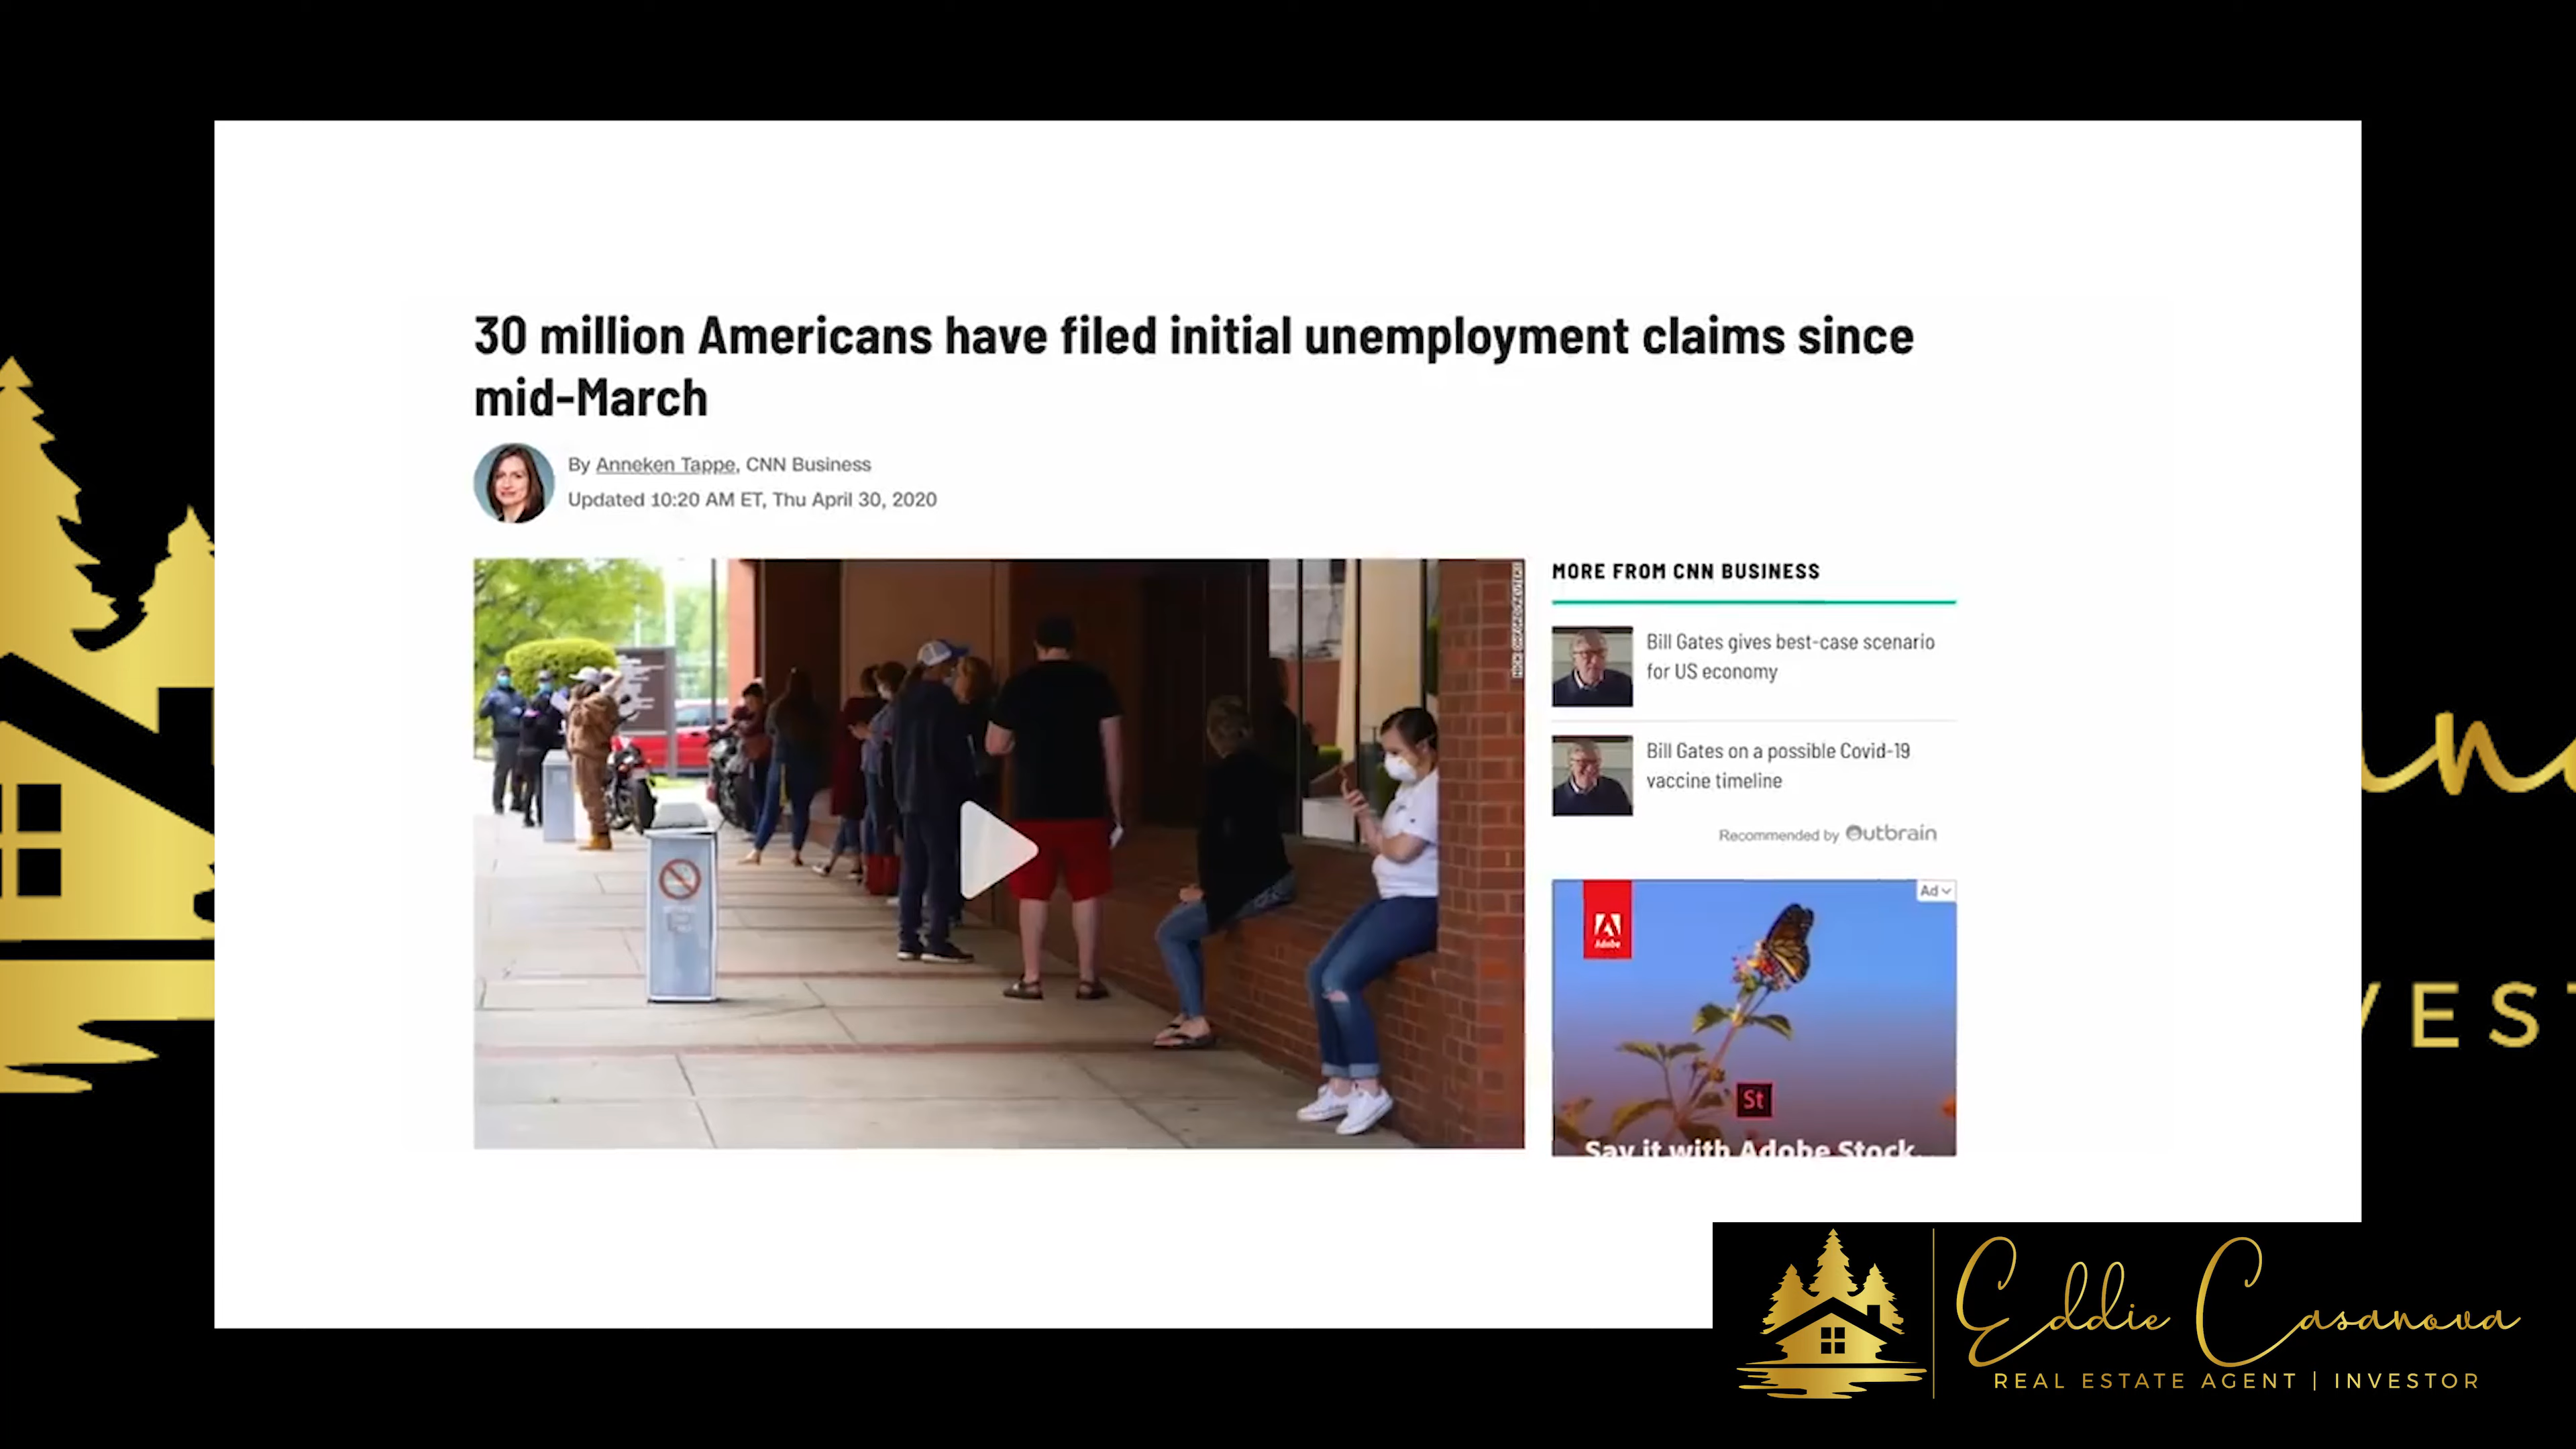 30 million Americans have filed initial unemployment claims since
mid-March
By Anneken Tappe, CNN Business
Updated 10:20 AM ET, Thu April 30, 2020
MORE FROM CNN BUSINESS
Bill Gates gives best-case scenario
for US economy
Bill Gates on a possible Covid-19
vaccine timeline
Recommended by Outbrain
Ad
Adobe
St
Say it with Adobe Stock.
Eddie Casanova
REAL ESTATE AGENT | INVESTOR